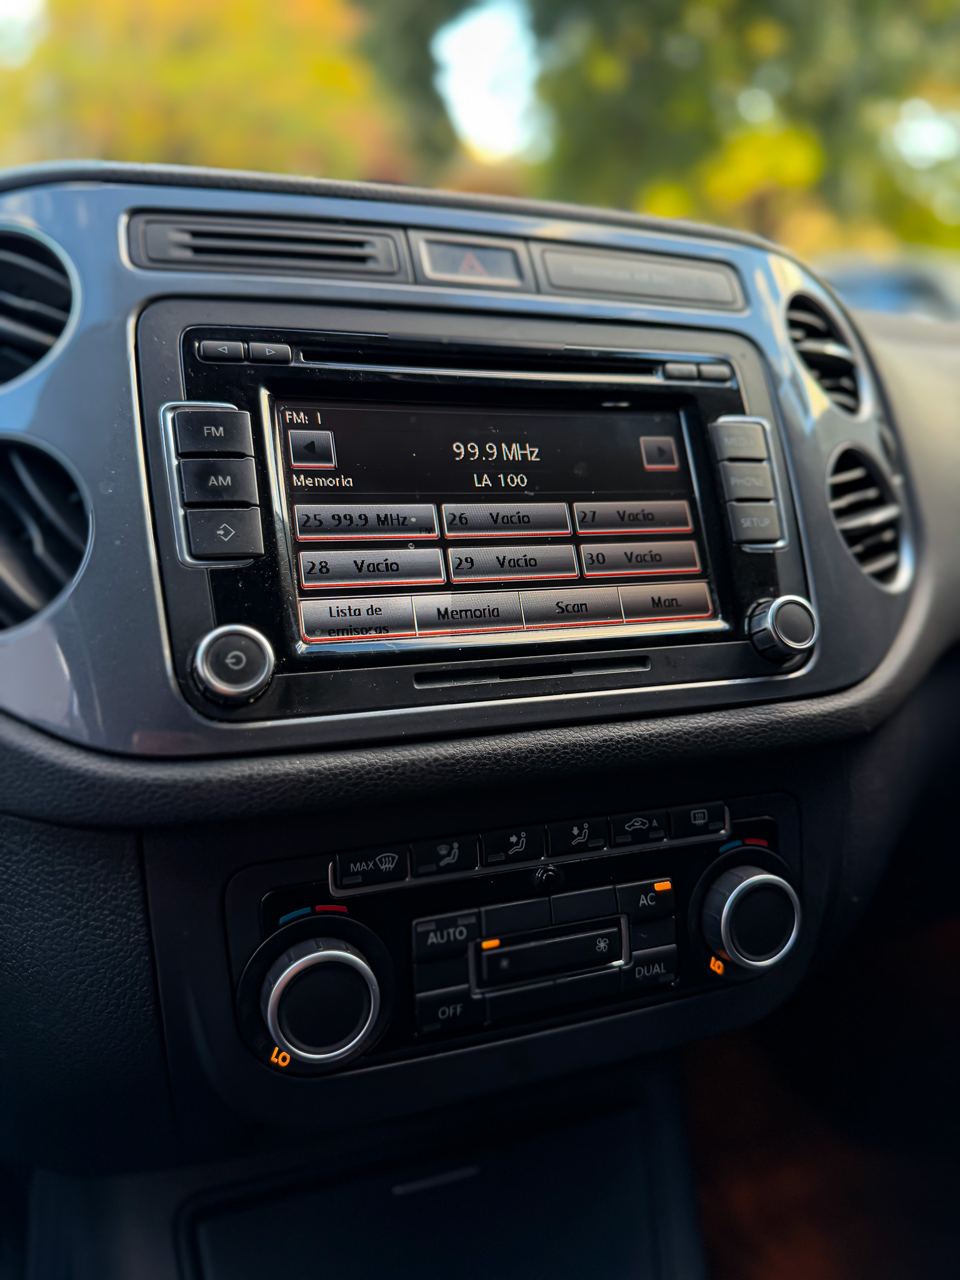 FM: 1
99.9 MHz
Memoria
LA 100
25 99.9 MHz FM
26 Vacío
27 Vacío
28 Vacío
29 Vacío
30 Vacío
Lista de
emisoras
Memoria
Scan
Man.
FM
AM
MEDIA
PHONE
SETUP
MAX
A
AUTO
AC
OFF
DUAL
LO
LO